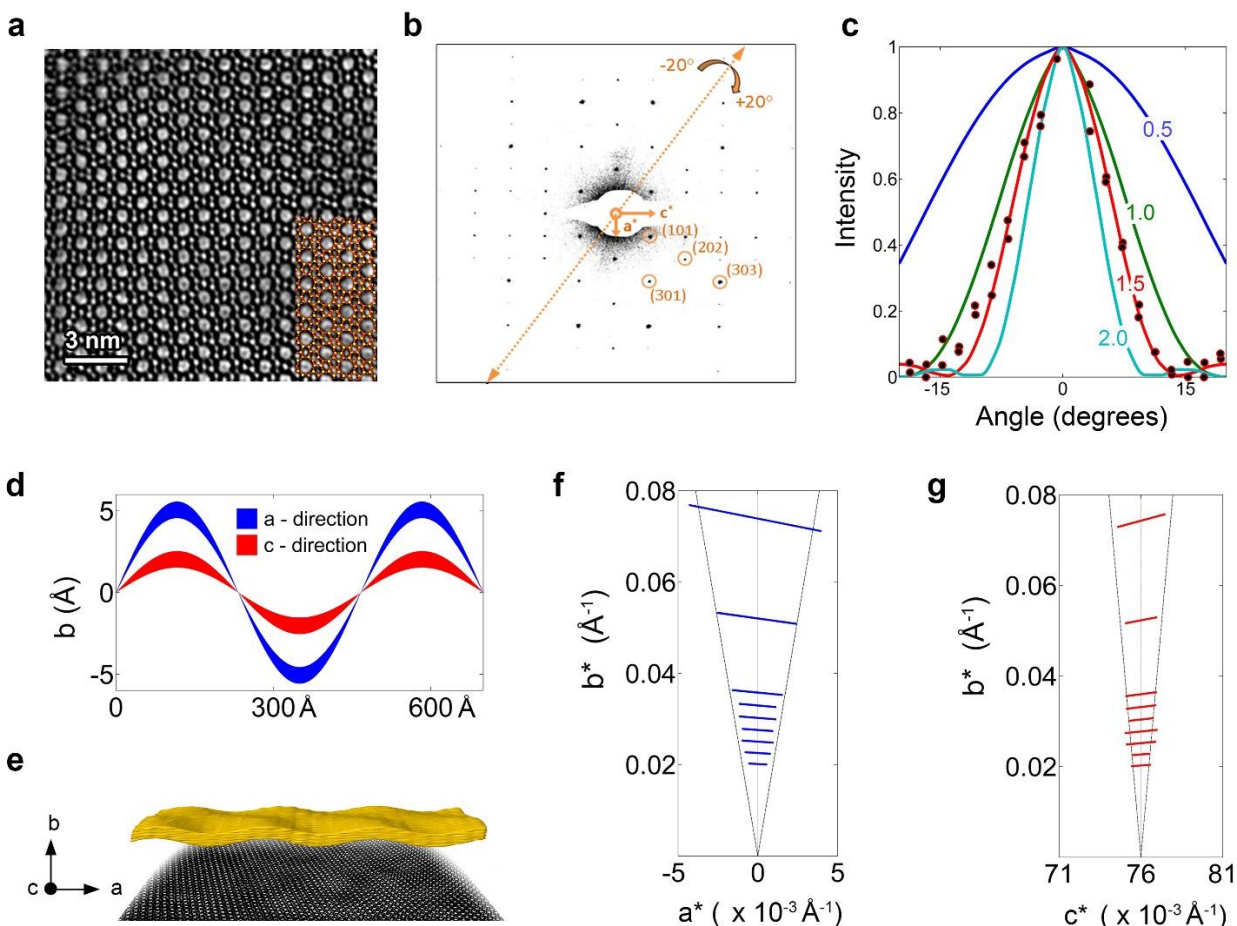 a
3 nm
b
-20°
+20°
c*
a*
(101)
(202)
(301)
(303)
c
Intensity
1
0.8
0.6
0.4
0.2
0
0.5
1.0
1.5
2.0
-15
0
15
Angle (degrees)
d
b (Å)
5
0
-5
a - direction
c - direction
0
300 Å
600 Å
e
b
c
a
f
b* (Å⁻¹)
0.08
0.06
0.04
0.02
-5
0
5
a* ( x 10⁻³ Å⁻¹)
g
b* (Å⁻¹)
0.08
0.06
0.04
0.02
71
76
81
c* ( x 10⁻³ Å⁻¹)